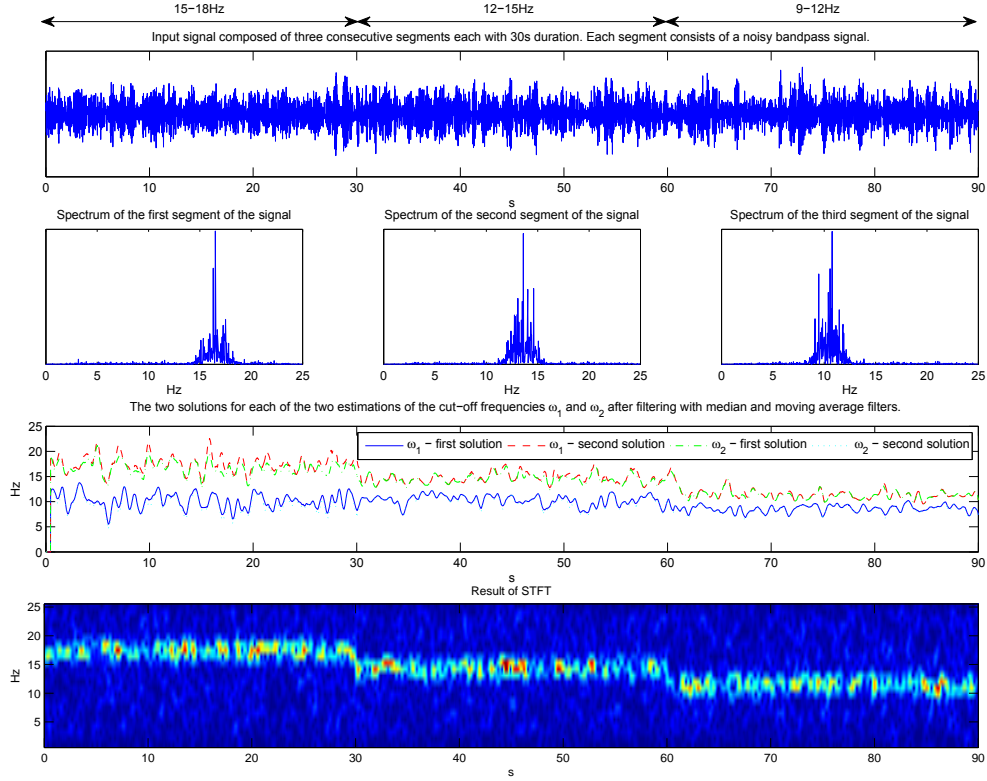 15−18Hz 12−15Hz 9−12Hz
Input signal composed of three consecutive segments each with 30s duration. Each segment consists of a noisy bandpass signal.
0 10 20 30 40 50 60 70 80 90
s
Spectrum of the first segment of the signal
0 5 10 15 20 25
Hz
Spectrum of the second segment of the signal
0 5 10 15 20 25
Hz
Spectrum of the third segment of the signal
0 5 10 15 20 25
Hz
The two solutions for each of the two estimations of the cut−off frequencies ω1 and ω2 after filtering with median and moving average filters.
25
20
15
10
5
0
Hz
ω1 − first solution ω1 − second solution ω2 − first solution ω2 − second solution
0 10 20 30 40 50 60 70 80 90
s
Result of STFT
25
20
15
10
5
Hz
0 10 20 30 40 50 60 70 80 90
s